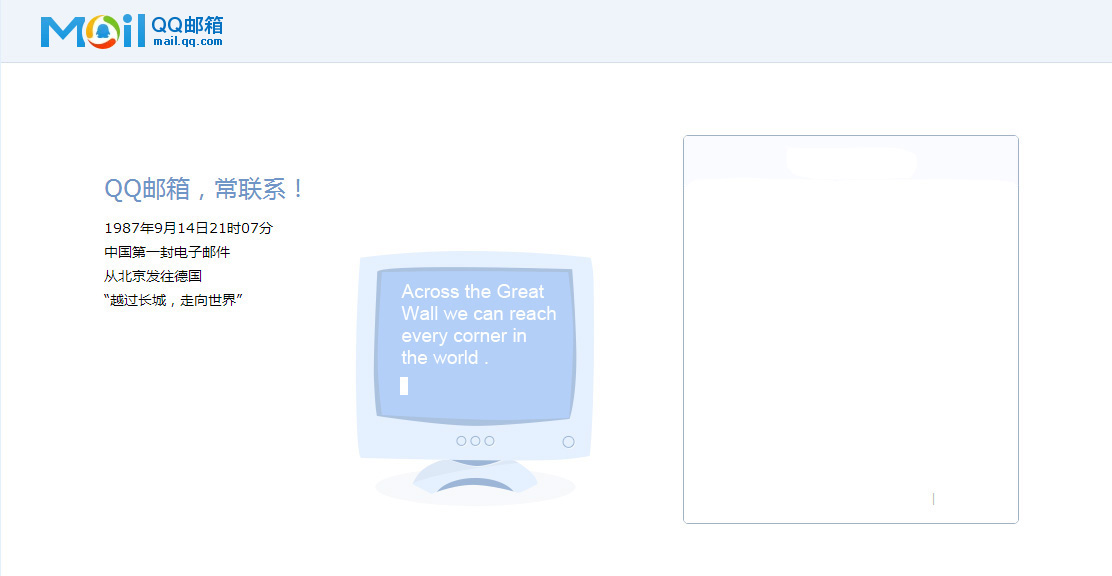 Mail QQ邮箱
mail.qq.com
QQ邮箱，常联系！
1987年9月14日21时07分
中国第一封电子邮件
从北京发往德国
“越过长城，走向世界”
Across the Great
Wall we can reach
every corner in
the world .